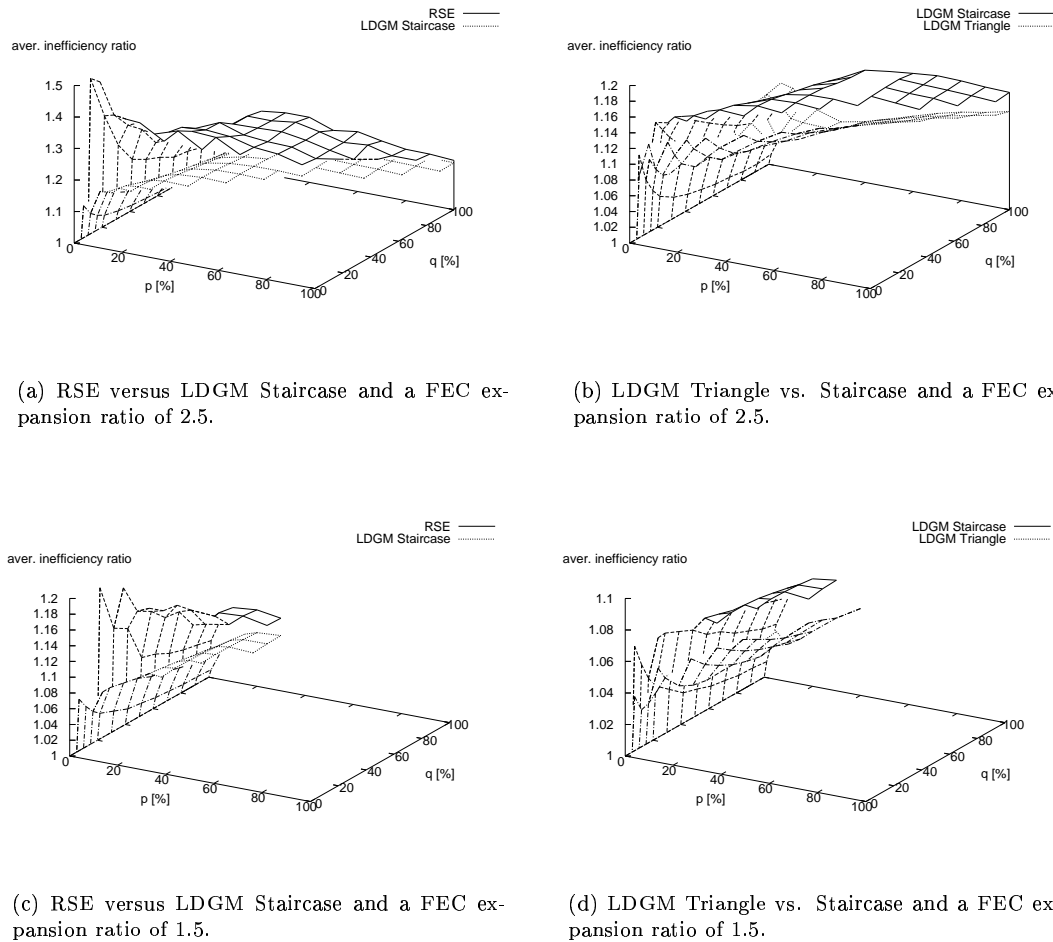 RSE
LDGM Staircase
aver. inefficiency ratio
1.5
1.4
1.3
1.2
1.1
1
0
20
40
60
80
100
p [%]
0
20
40
60
80
100
q [%]
LDGM Staircase
LDGM Triangle
aver. inefficiency ratio
1.2
1.18
1.16
1.14
1.12
1.1
1.08
1.06
1.04
1.02
1
0
20
40
60
80
100
p [%]
0
20
40
60
80
100
q [%]
(a) RSE versus LDGM Staircase and a FEC ex-
pansion ratio of 2.5.
(b) LDGM Triangle vs. Staircase and a FEC ex
pansion ratio of 2.5.
RSE
LDGM Staircase
aver. inefficiency ratio
1.2
1.18
1.16
1.14
1.12
1.1
1.08
1.06
1.04
1.02
1
0
20
40
60
80
100
p [%]
0
20
40
60
80
100
q [%]
LDGM Staircase
LDGM Triangle
aver. inefficiency ratio
1.1
1.08
1.06
1.04
1.02
1
0
20
40
60
80
100
p [%]
0
20
40
60
80
100
q [%]
(c) RSE versus LDGM Staircase and a FEC ex-
pansion ratio of 1.5.
(d) LDGM Triangle vs. Staircase and a FEC ex
pansion ratio of 1.5.